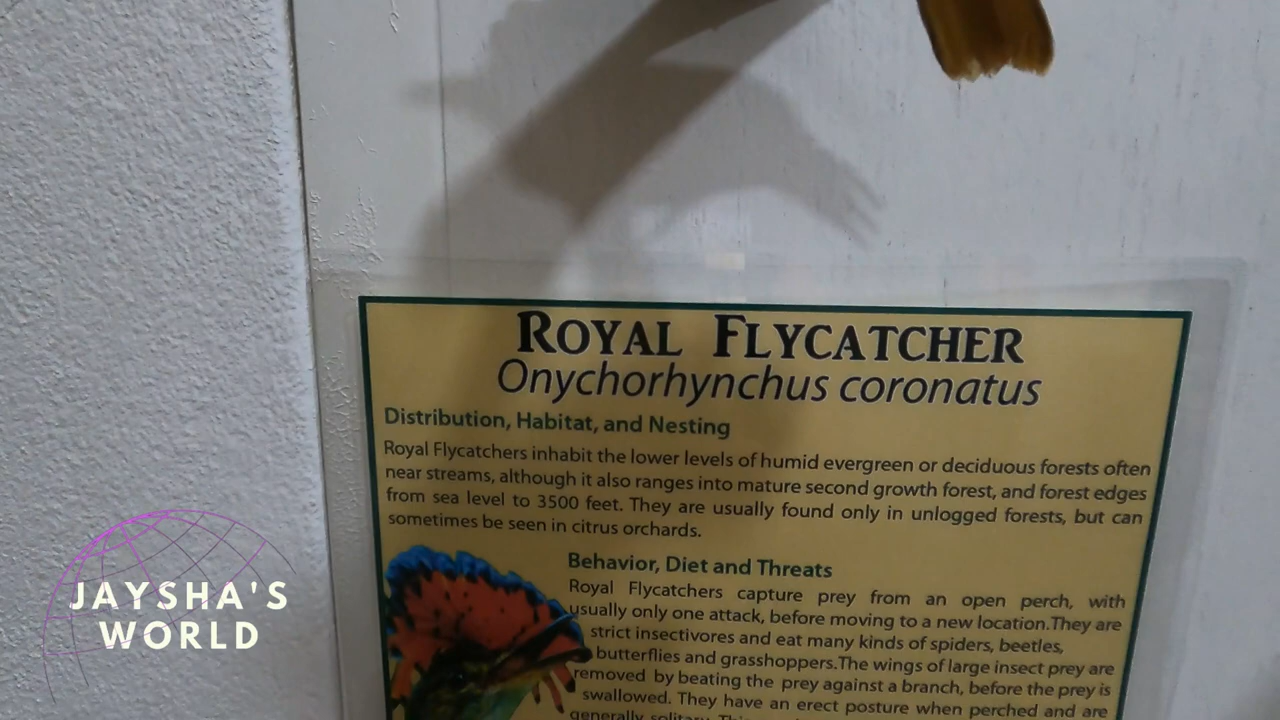 ROYAL FLYCATCHER
Onychorhynchus coronatus
Distribution, Habitat, and Nesting
Royal Flycatchers inhabit the lower levels of humid evergreen or deciduous forests often
near streams, although it also ranges into mature second growth forest, and forest edges
from sea level to 3500 feet. They are usually found only in unlogged forests, but can
sometimes be seen in citrus orchards.
Behavior, Diet and Threats
Royal Flycatchers capture prey from an open perch, with
usually only one attack, before moving to a new location.They are
strict insectivores and eat many kinds of spiders, beetles,
butterflies and grasshoppers.The wings of large insect prey are
removed by beating the prey against a branch, before the prey is
swallowed. They have an erect posture when perched and are
generally solitary.
JAYSHA'S
WORLD